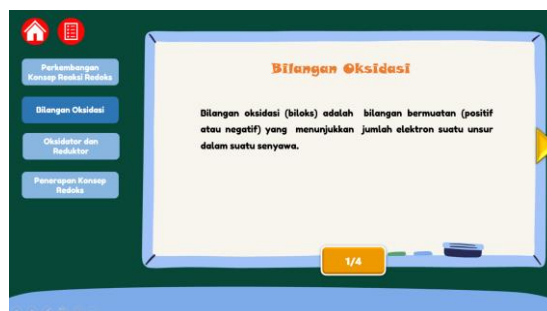 Perkembangan
Konsep Reaksi Redoks
Bilangan Oksidasi
Oksidator dan
Reduktor
Penerapan Konsep
Redoks
Bilangan Oksidasi
Bilangan oksidasi (biloks) adalah bilangan bermuatan (positif
atau negatif) yang menunjukkan jumlah elektron suatu unsur
dalam suatu senyawa.
1/4